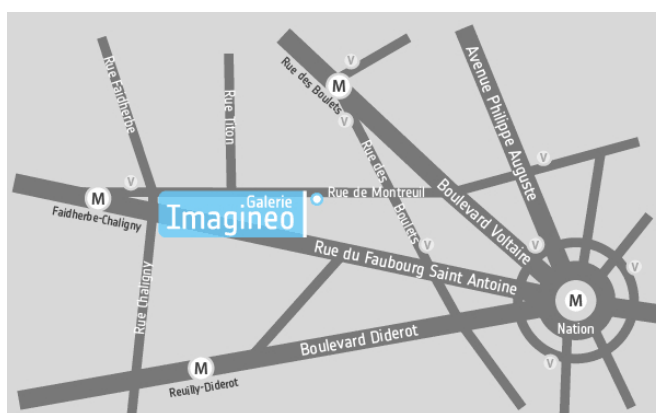 Rue Faidherbe
Rue Titon
Rue des Boulets
M
V
V
V
Avenue Philippe Auguste
Rue des
Boulets
Boulevard Voltaire
V
M
Faidherbe-Chaligny
Galerie
Imagineo
Rue de Montreuil
V
Rue Chaligny
Rue du Faubourg Saint Antoine
V
V
V
M
Nation
Boulevard Diderot
M
Reuilly-Diderot
V